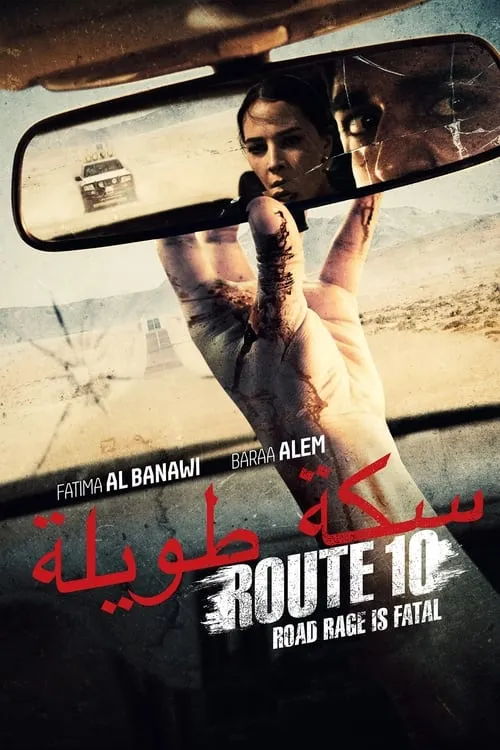 FATIMA AL BANAWI
BARAA ALEM
سكة طويلة
ROUTE 10
ROAD RAGE IS FATAL